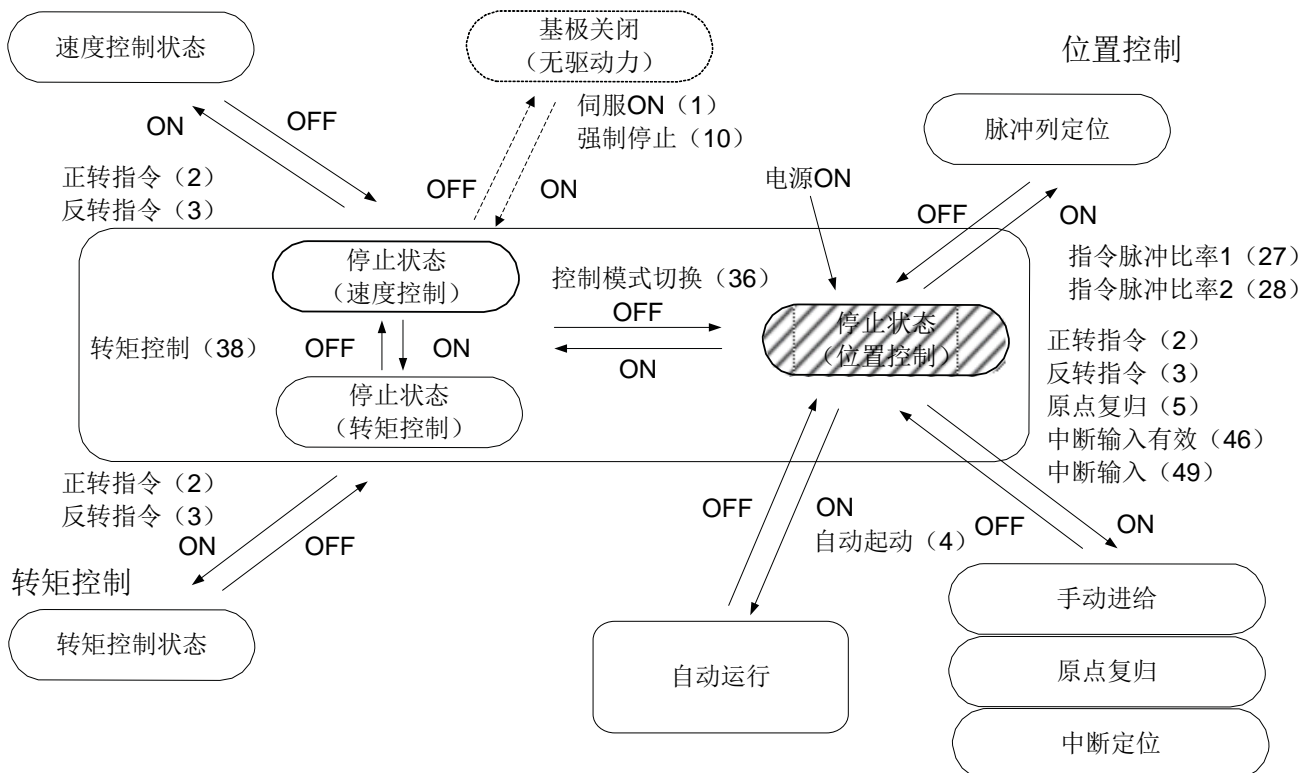 速度控制状态
基极关闭
（无驱动力）
位置控制
ON
OFF
伺服ON（1）
强制停止（10）
脉冲列定位
正转指令（2）
反转指令（3）
OFF
ON
电源ON
OFF
ON
停止状态
（速度控制）
控制模式切换（36）
指令脉冲比率1（27）
指令脉冲比率2（28）
转矩控制（38）
OFF
ON
OFF
ON
停止状态
（位置控制）
停止状态
（转矩控制）
正转指令（2）
反转指令（3）
原点复归（5）
中断输入有效（46）
中断输入（49）
正转指令（2）
反转指令（3）
ON
OFF
OFF
ON
自动起动（4）
OFF
ON
转矩控制
转矩控制状态
自动运行
手动进给
原点复归
中断定位